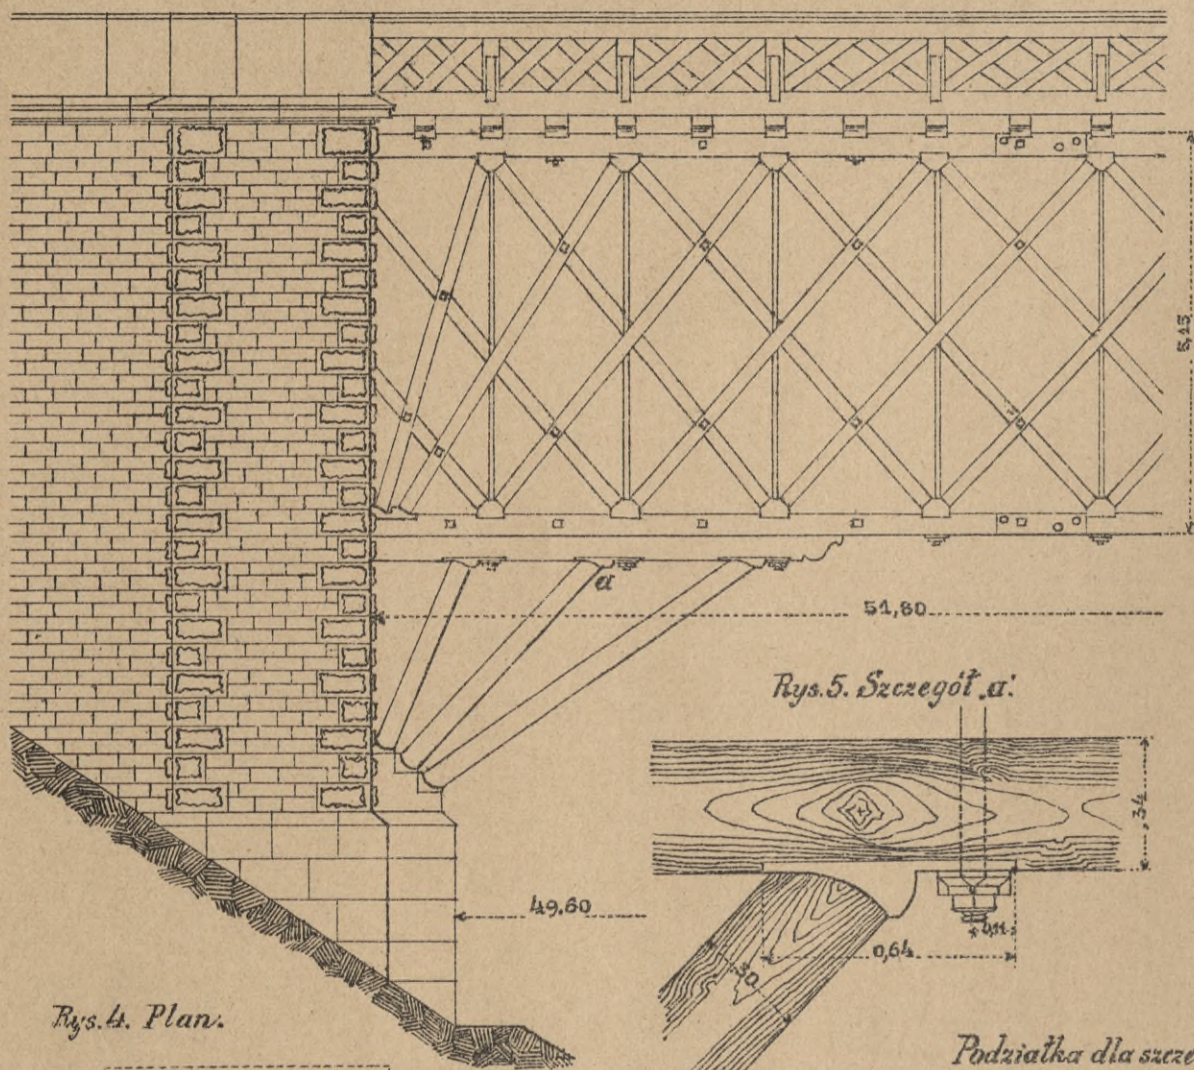 5,15
a
51,80
Rys. 5. Szczegół „a".
,34
49,60
0,11
0,64
,30
Rys. 4. Plan.
Podziałka dla szcze